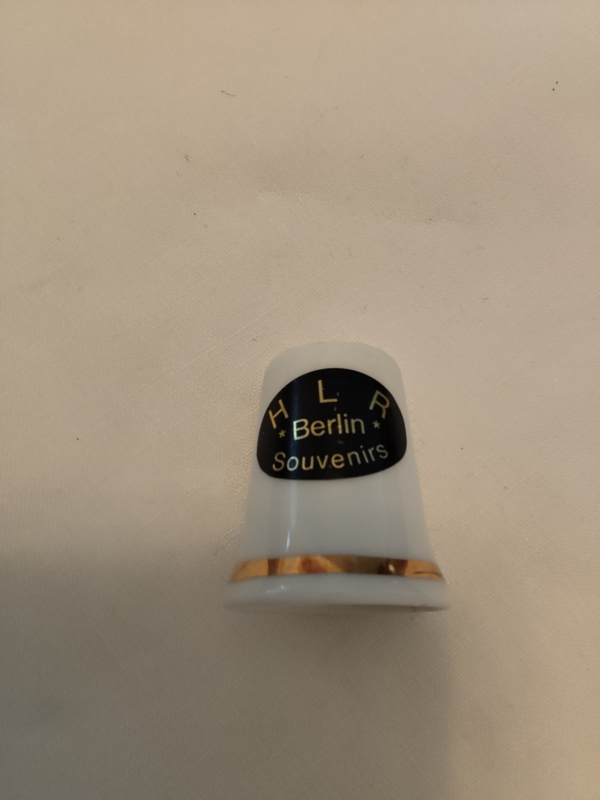 H L R
* Berlin *
Souvenirs